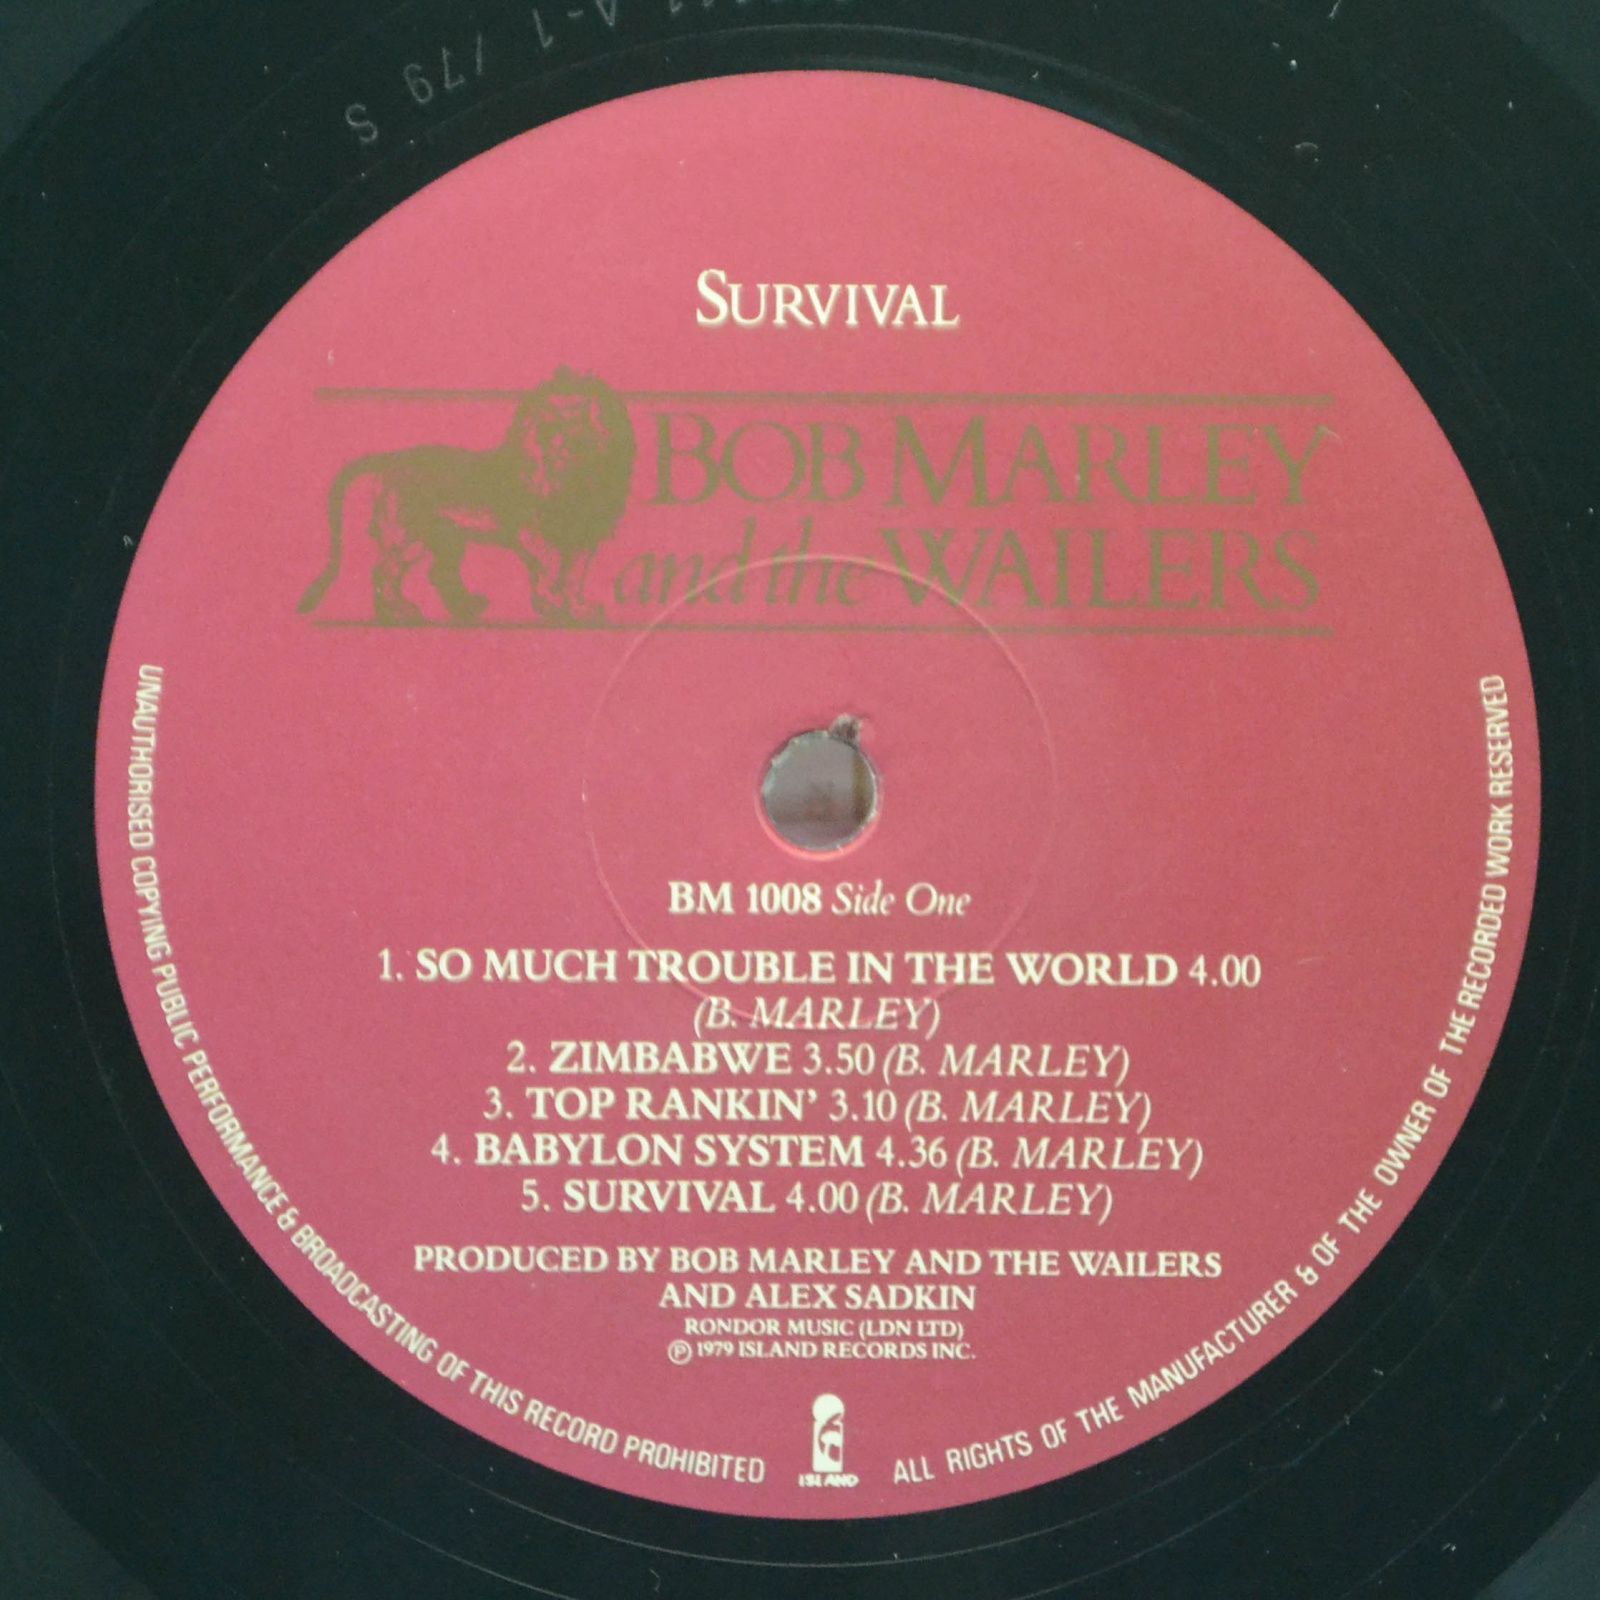 SURVIVAL
BOB MARLEY
and the WAILERS
BM 1008 Side One
1. SO MUCH TROUBLE IN THE WORLD 4.00
(B. MARLEY)
2. ZIMBABWE 3.50 (B. MARLEY)
3. TOP RANKIN' 3.10 (B. MARLEY)
4. BABYLON SYSTEM 4.36 (B. MARLEY)
5. SURVIVAL 4.00 (B. MARLEY)
PRODUCED BY BOB MARLEY AND THE WAILERS
AND ALEX SADKIN
RONDOR MUSIC (LDN LTD)
℗ 1979 ISLAND RECORDS INC.
ISLAND
UNAUTHORISED COPYING PUBLIC PERFORMANCE & BROADCASTING OF THIS RECORD PROHIBITED
ALL RIGHTS OF THE MANUFACTURER & OF THE OWNER OF THE RECORDED WORK RESERVED